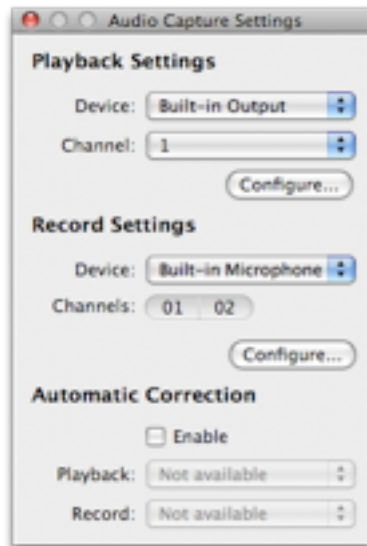 Audio Capture Settings
Playback Settings
Device: Built-in Output
Channel: 1
Configure...
Record Settings
Device: Built-in Microphone
Channels: 01 02
Configure...
Automatic Correction
Enable
Playback: Not available
Record: Not available